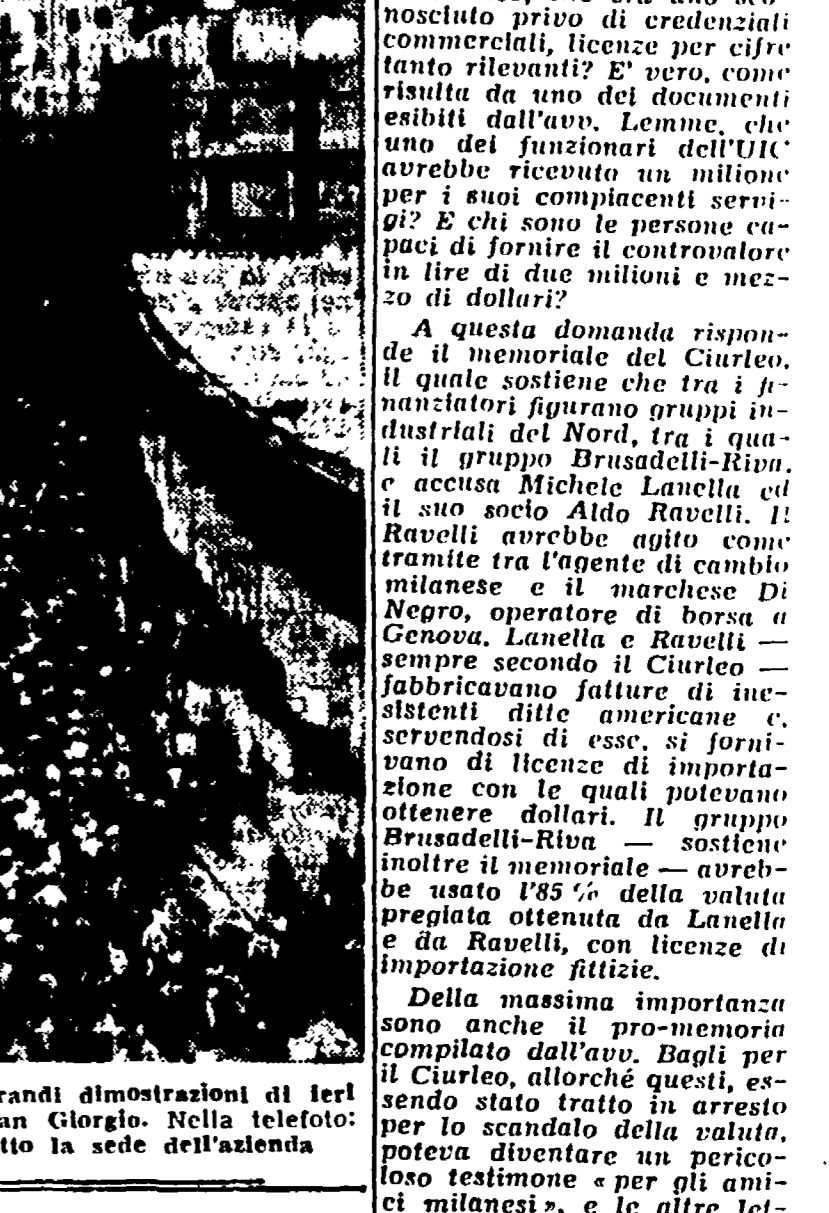 nosciuto privo di credenziali
commerciali, licenze per cifre
tanto rilevanti? E' vero, come
risulta da uno dei documenti
esibiti dall'avv. Lemme, che
uno dei funzionari dell'UIC
avrebbe ricevuto un milione
per i suoi compiacenti servi-
gi? E chi sono le persone ca-
paci di fornire il controvalore
in lire di due milioni e mez-
zo di dollari?
A questa domanda rispon-
de il memoriale del Ciurleo,
il quale sostiene che tra i fi-
nanziatori figurano gruppi in-
dustriali del Nord, tra i qua-
li il gruppo Brusadelli-Riva,
e accusa Michele Lanella ed
il suo socio Aldo Ravelli. Il
Ravelli avrebbe agito come
tramite tra l'agente di cambio
milanese e il marchese Di
Negro, operatore di borsa a
Genova. Lanella e Ravelli —
sempre secondo il Ciurleo —
fabbricavano fatture di ine-
sistenti ditte americane e,
servendosi di esse, si forni-
vano di licenze di importa-
zione con le quali potevano
ottenere dollari. Il gruppo
Brusadelli-Riva — sostiene
inoltre il memoriale — avreb-
be usato l'85 % della valuta
pregiata ottenuta da Lanella
e da Ravelli, con licenze di
importazione fittizie.
Della massima importanza
sono anche il pro-memoria
compilato dall'avv. Bagli per
il Ciurleo, allorché questi, es-
sendo stato tratto in arresto
per lo scandalo della valuta,
poteva diventare un perico-
loso testimone « per gli ami-
ci milanesi », e le altre let-
randi dimostrazioni di ieri
an Giorgio. Nella telefoto:
tto la sede dell'azienda